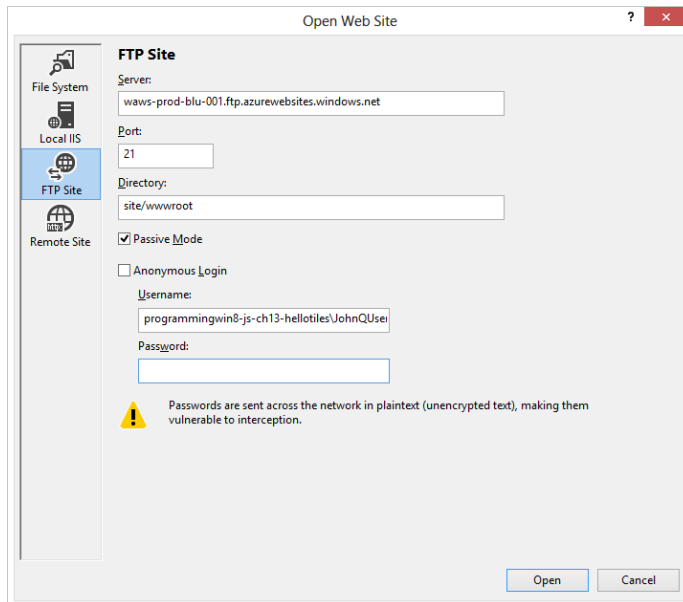 Open Web Site
?
File System
Local IIS
FTP Site
Remote Site
FTP Site
Server:
waws-prod-blu-001.ftp.azurewebsites.windows.net
Port:
21
Directory:
site/wwwroot
Passive Mode
Anonymous Login
Username:
programmingwin8-js-ch13-hellotiles\JohnQUser
Password:
Passwords are sent across the network in plaintext (unencrypted text), making them
vulnerable to interception.
Open
Cancel